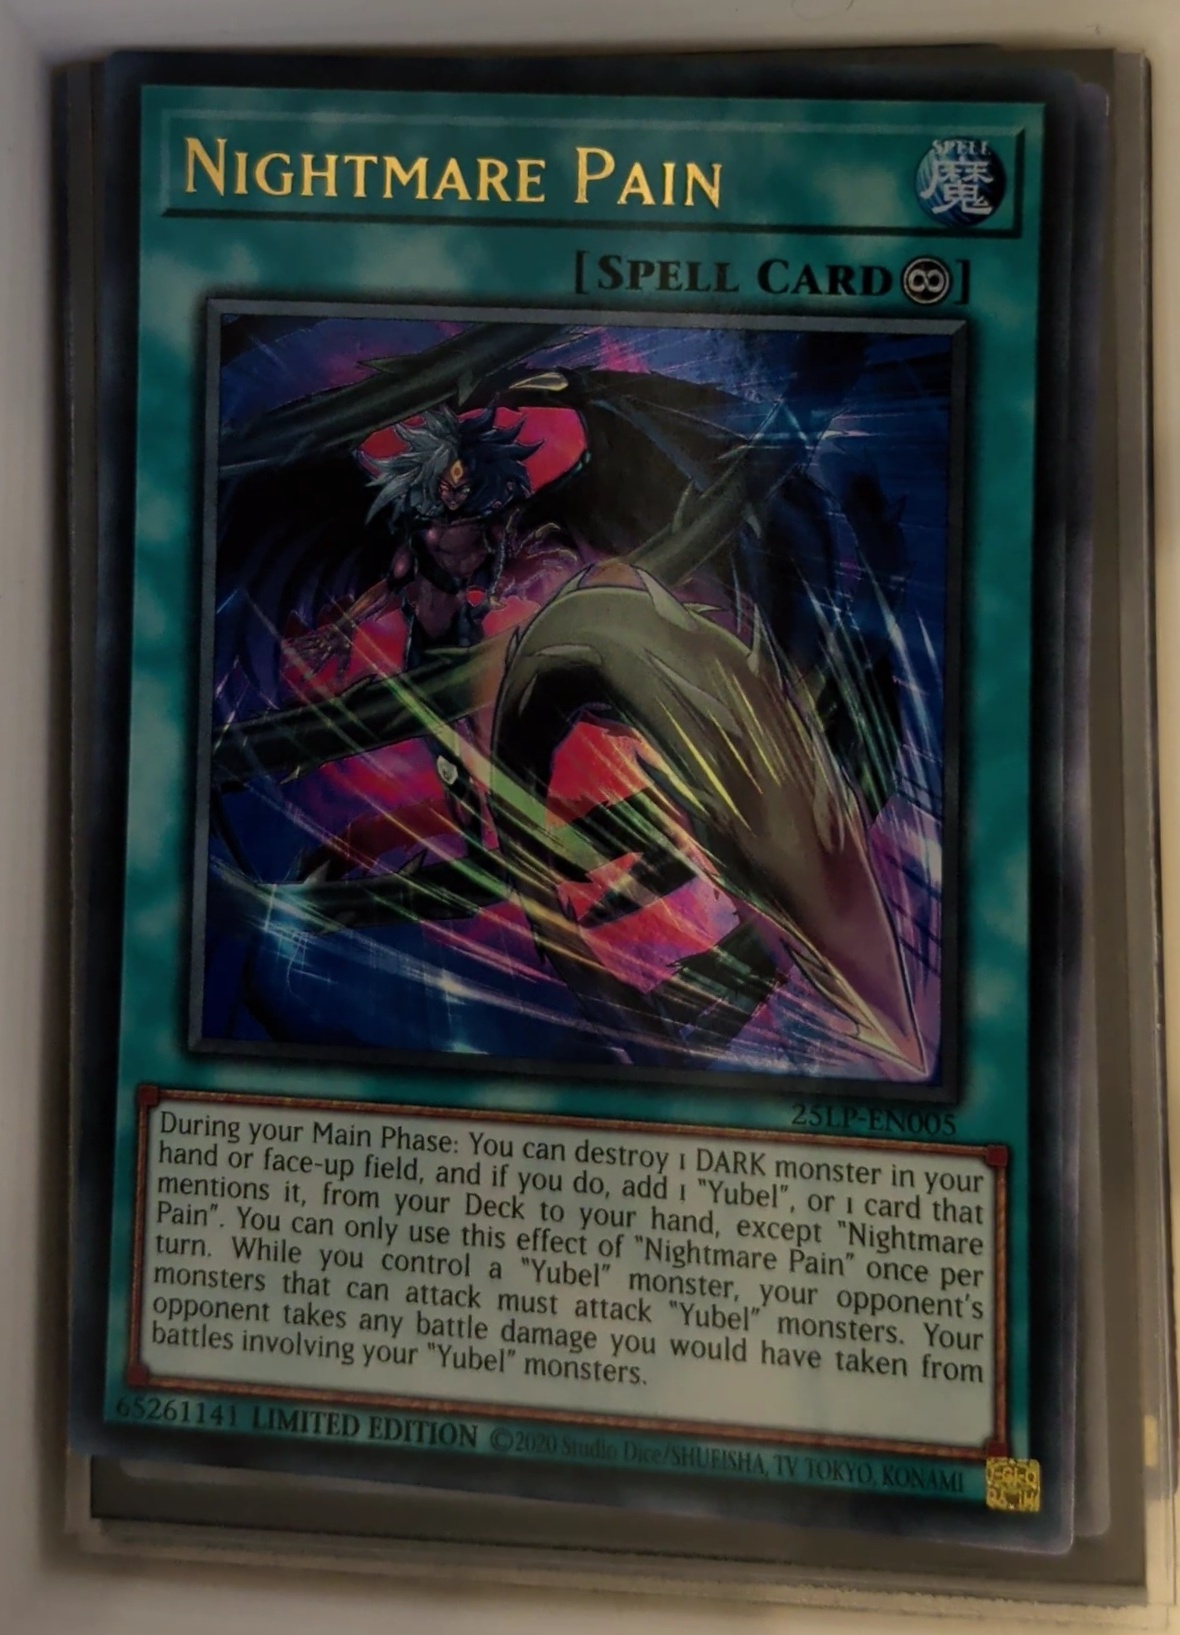 NIGHTMARE PAIN
SPELL
魔
[SPELL CARD]
25LP-EN005
During your Main Phase: You can destroy 1 DARK monster in your
hand or face-up field, and if you do, add 1 "Yubel", or 1 card that
mentions it, from your Deck to your hand, except "Nightmare
Pain". You can only use this effect of "Nightmare Pain" once per
turn. While you control a "Yubel" monster, your opponent's
monsters that can attack must attack "Yubel" monsters. Your
opponent takes any battle damage you would have taken from
battles involving your "Yubel" monsters.
65261141 LIMITED EDITION ©2020 Studio Dice/SHUEISHA, TV TOKYO, KONAMI